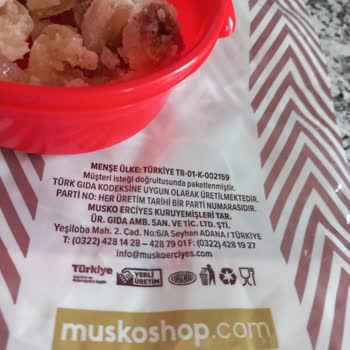 MENŞE ÜLKE: TÜRKİYE TR-01-K-002159
Müşteri isteği doğrultusunda paketlenmiştir.
TÜRK GIDA KODEKSİNE UYGUN OLARAK ÜRETİLMEKTEDİR.
PARTİ NO: HER ÜRETİM TARİHİ BİR PARTİ NUMARASIDIR.
MUSKO ERCİYES KURUYEMİŞLERİ TAR.
ÜR. GIDA AMB. SAN. VE TİC. LTD. ŞTİ.
Yeşiloba Mah. 2. Cad. No:6/A Seyhan ADANA / TÜRKİYE
T: (0322) 428 14 28 – 428 79 01 F: (0322) 428 19 27
info@muskoerciyes.com
Türkiye
YERLİ
ÜRETİM
muskoshop.com